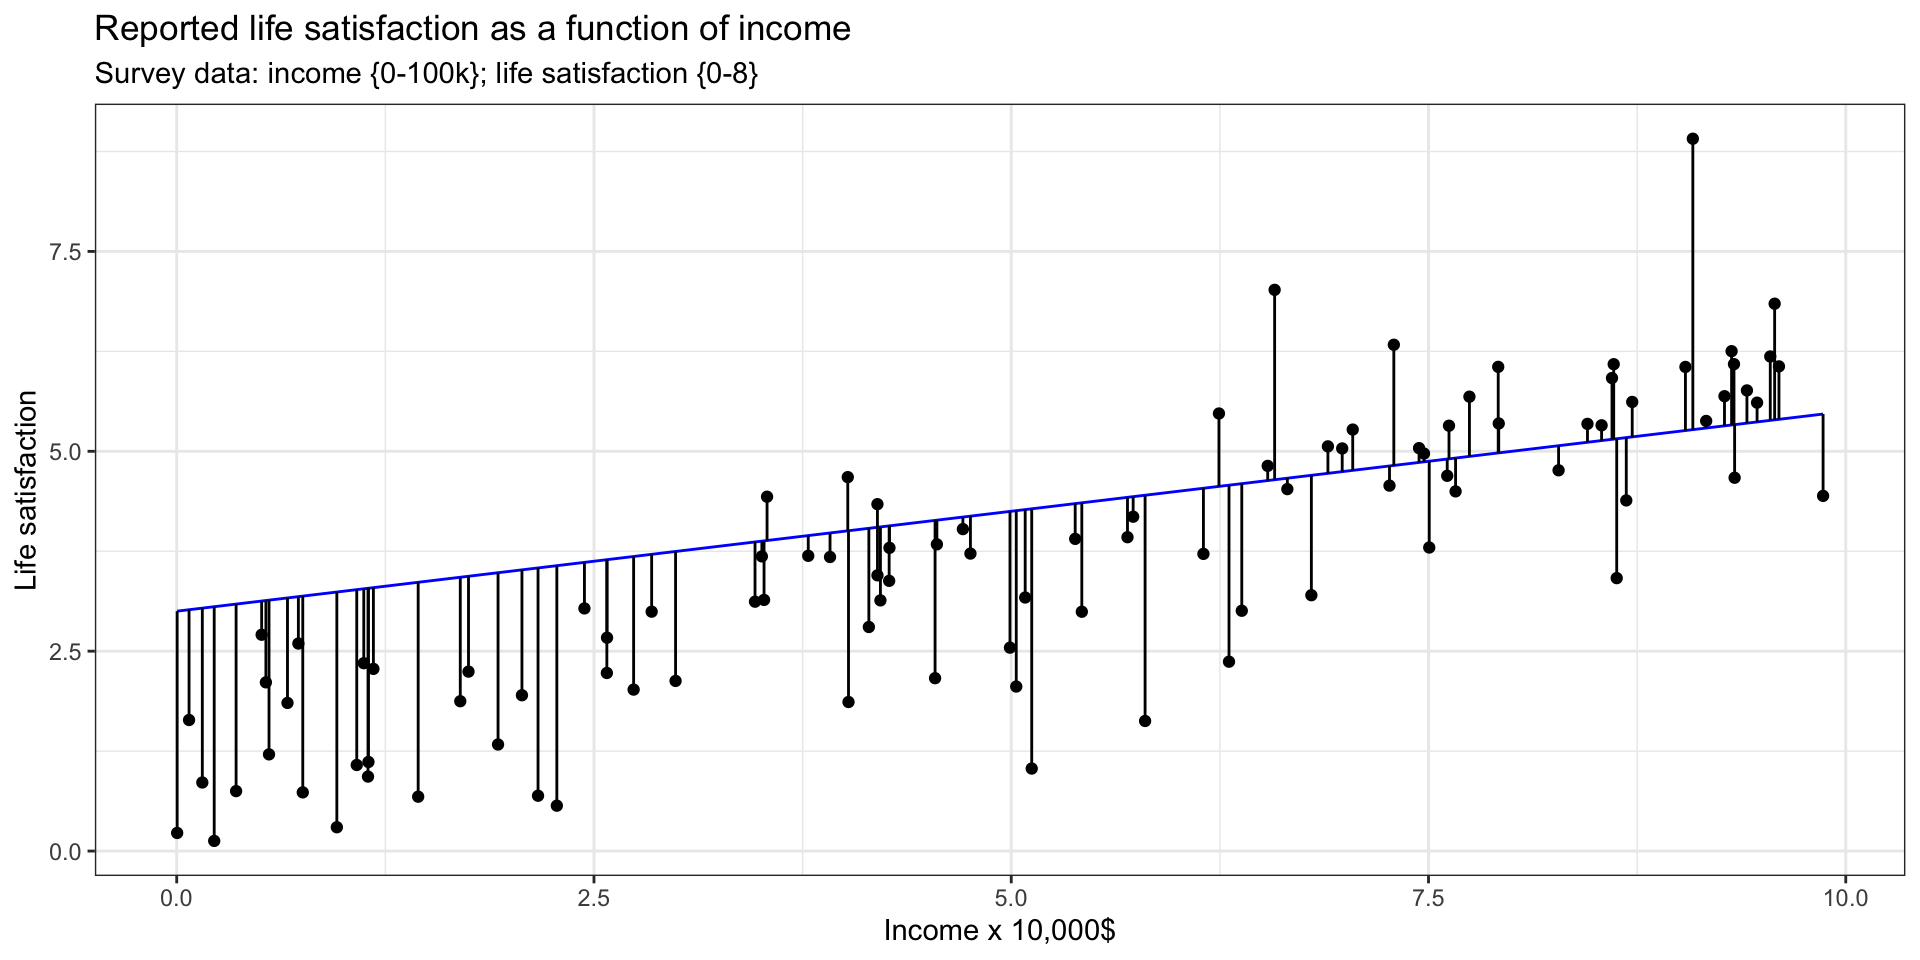 Reported life satisfaction as a function of income
Survey data: income {0-100k}; life satisfaction {0-8}
Life satisfaction
7.5
5.0
2.5
0.0
0.0 2.5 5.0 7.5 10.0
Income x 10,000$